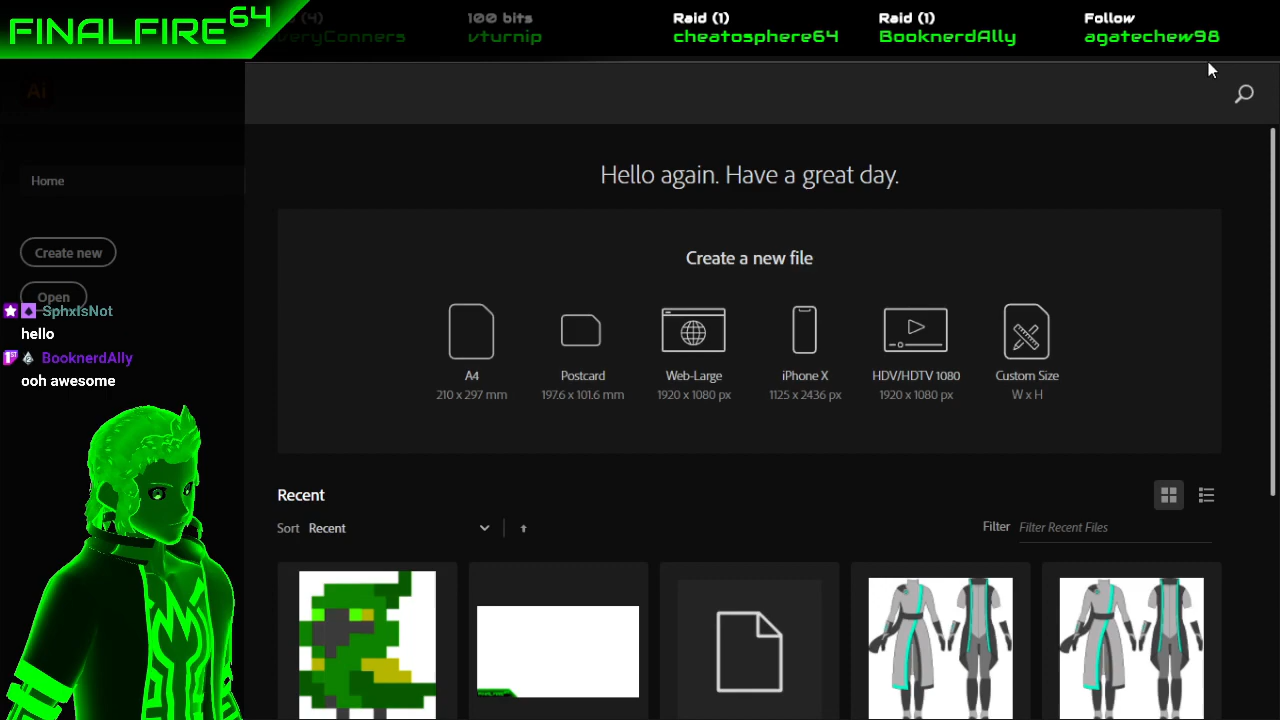 FINALFIRE64
(4)
veryConners
100 bits
vturnip
Raid (1)
cheatosphere64
Raid (1)
BooknerdAlly
Follow
agatechew98
Ai
Home
Create new
Open
SphxIsNot
hello
BooknerdAlly
ooh awesome
Hello again. Have a great day.
Create a new file
A4
210 x 297 mm
Postcard
197.6 x 101.6 mm
Web-Large
1920 x 1080 px
iPhone X
1125 x 2436 px
HDV/HDTV 1080
1920 x 1080 px
Custom Size
W x H
Recent
Sort Recent
Filter Filter Recent Files